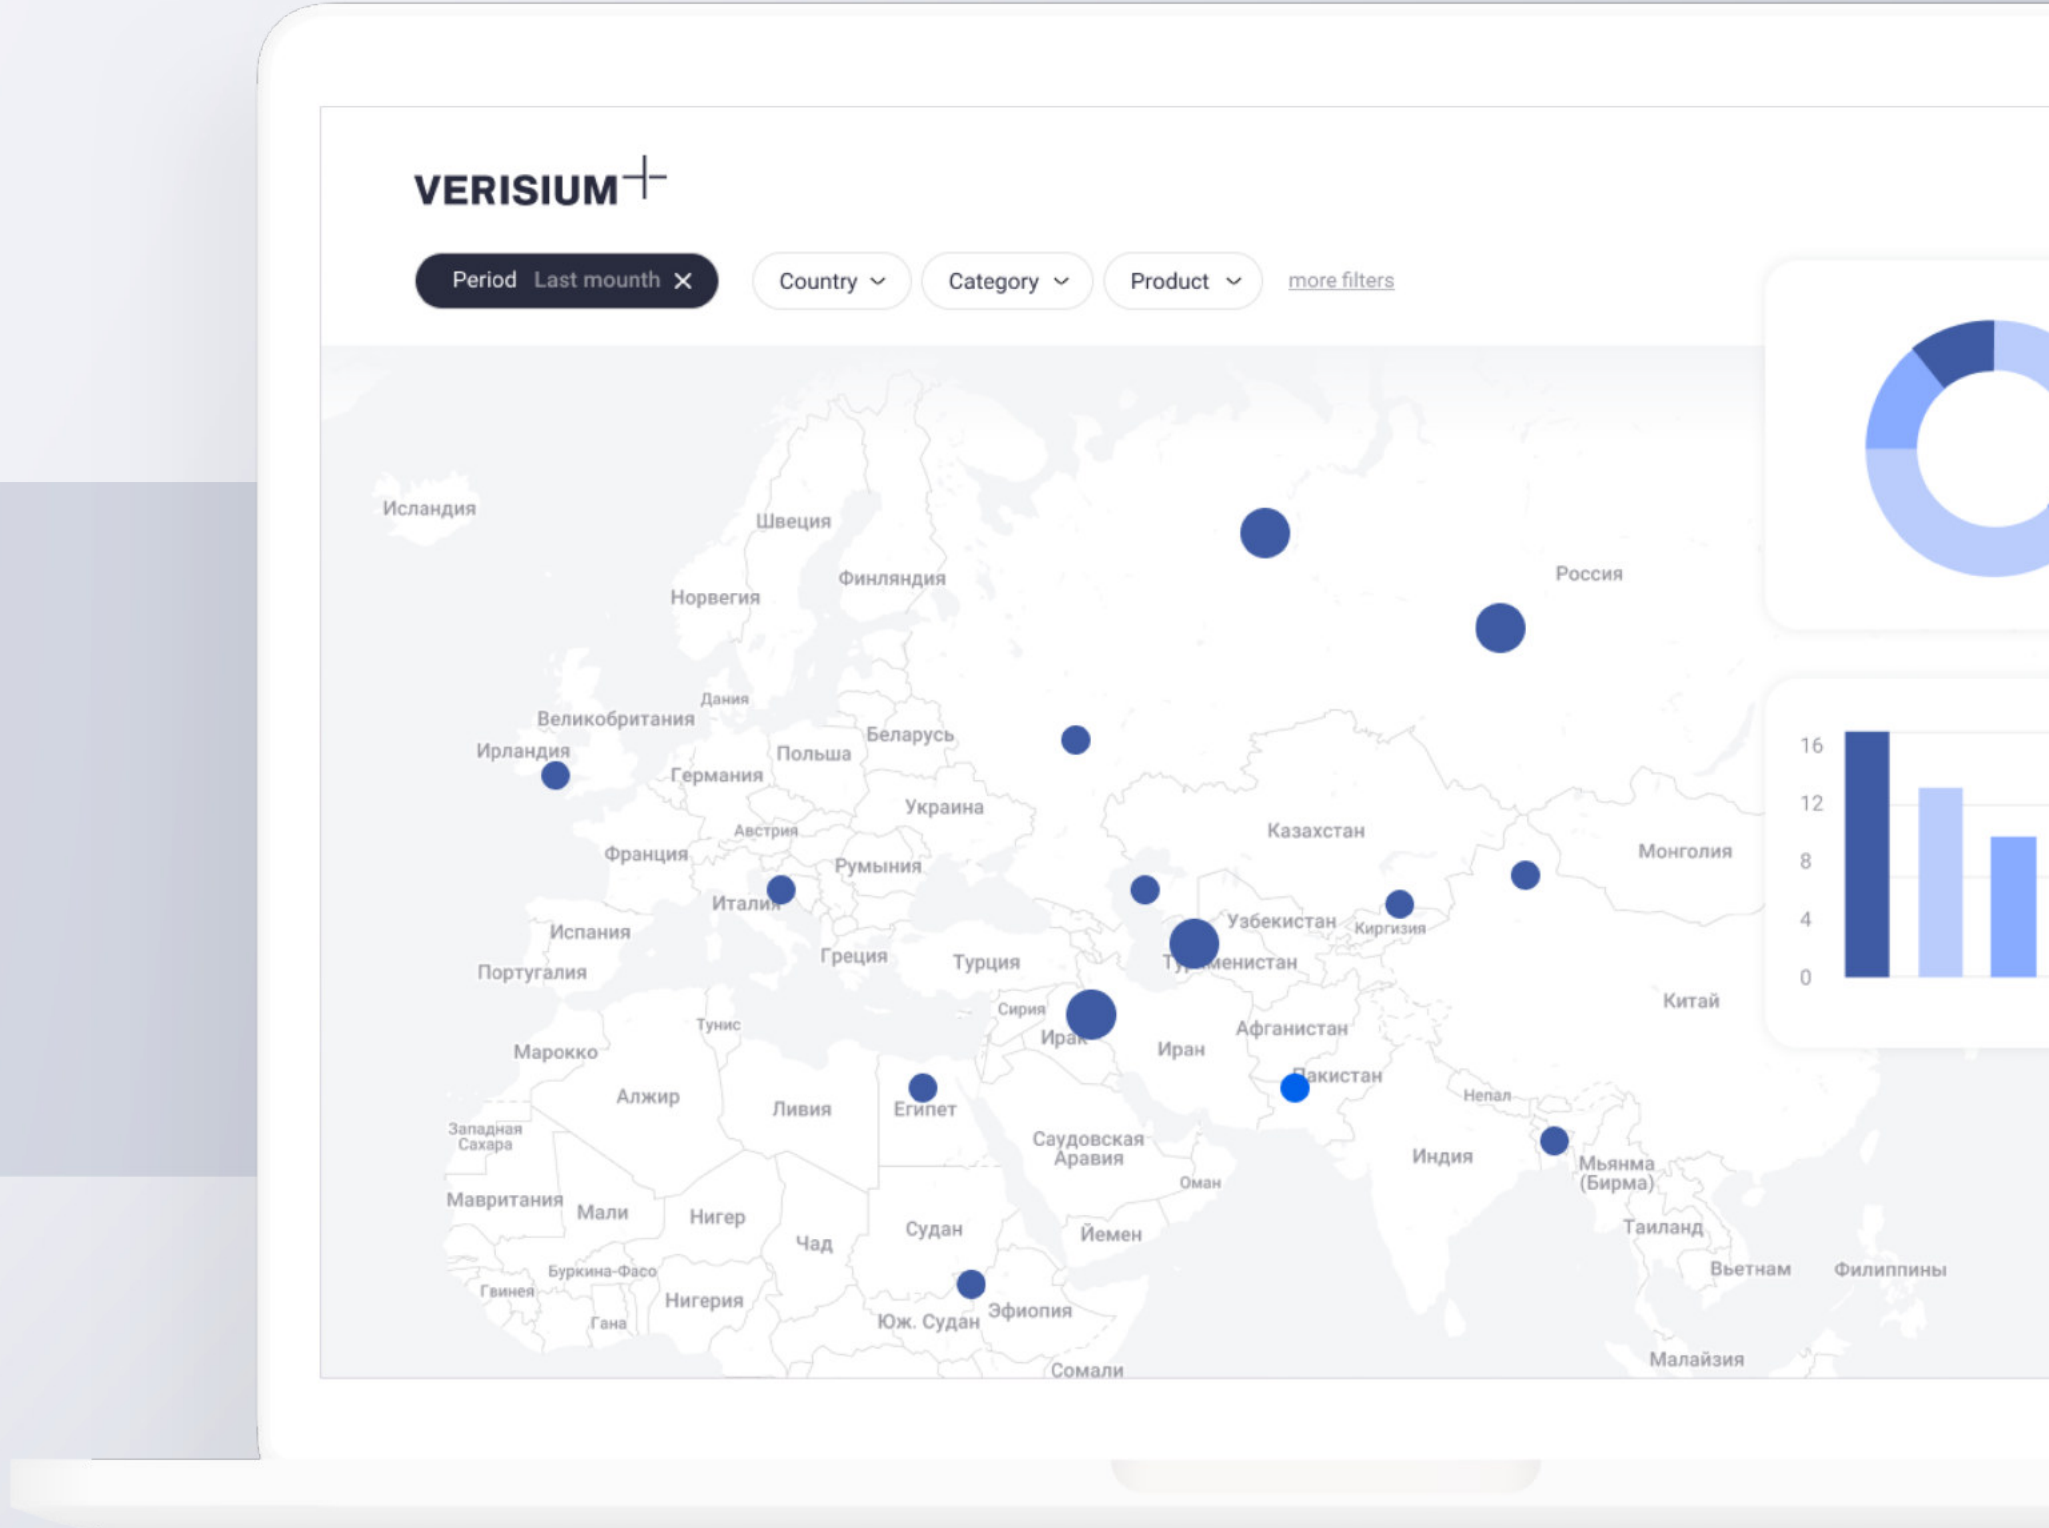 VERISIUM
Period Last mounth
Country
Category
Product
more filters
Исландия
Швеция
Финляндия
Норвегия
Россия
Дания
Великобритания
Ирландия
Беларусь
Польша
Германия
Украина
Австрия
Казахстан
Франция
Румыния
Монголия
Италия
Испания
Узбекистан
Киргизия
Греция
Турция
Туркменистан
Португалия
Сирия
Китай
Тунис
Ирак
Афганистан
Марокко
Иран
Пакистан
Алжир
Ливия
Египет
Непал
Западная
Сахара
Саудовская
Аравия
Индия
Мьянма
(Бирма)
Оман
Мавритания
Мали
Нигер
Чад
Судан
Йемен
Таиланд
Буркина-Фасо
Вьетнам
Филиппины
Гвинея
Нигерия
Гана
Юж. Судан
Эфиопия
Сомали
Малайзия
16
12
8
4
0